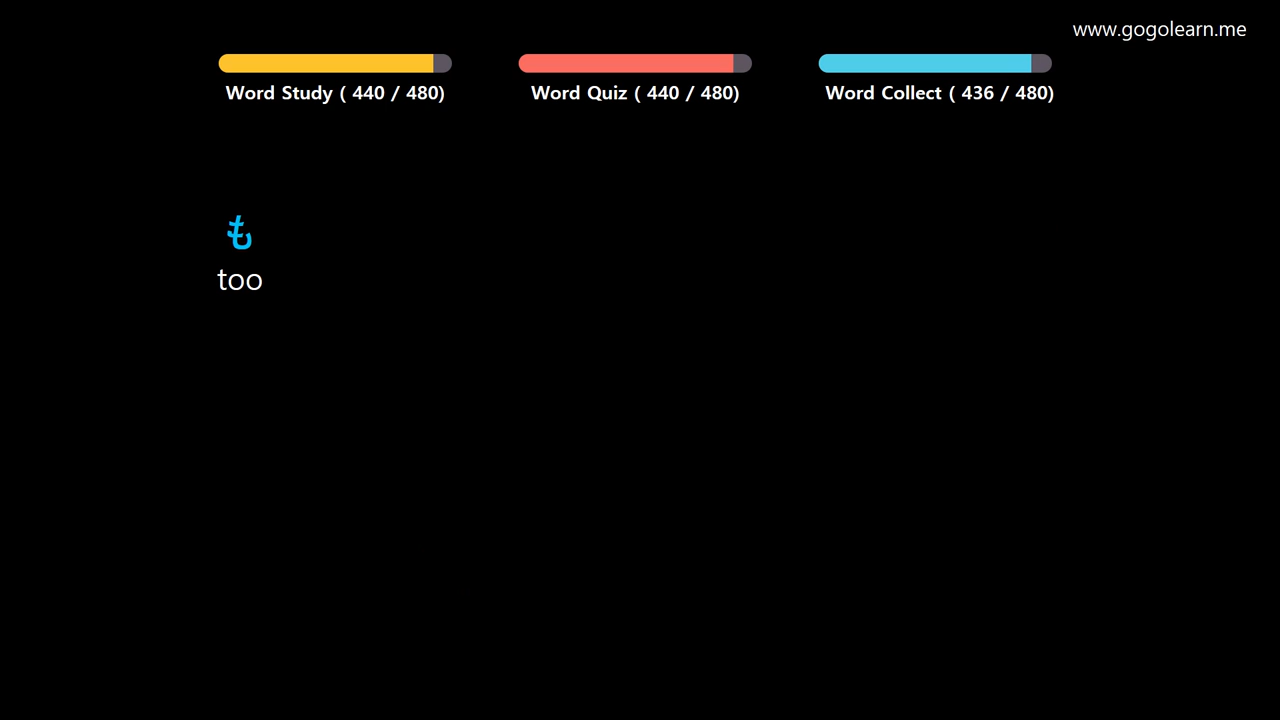 www.gogolearn.me
Word Study ( 440 / 480)
Word Quiz ( 440 / 480)
Word Collect ( 436 / 480)
も
too